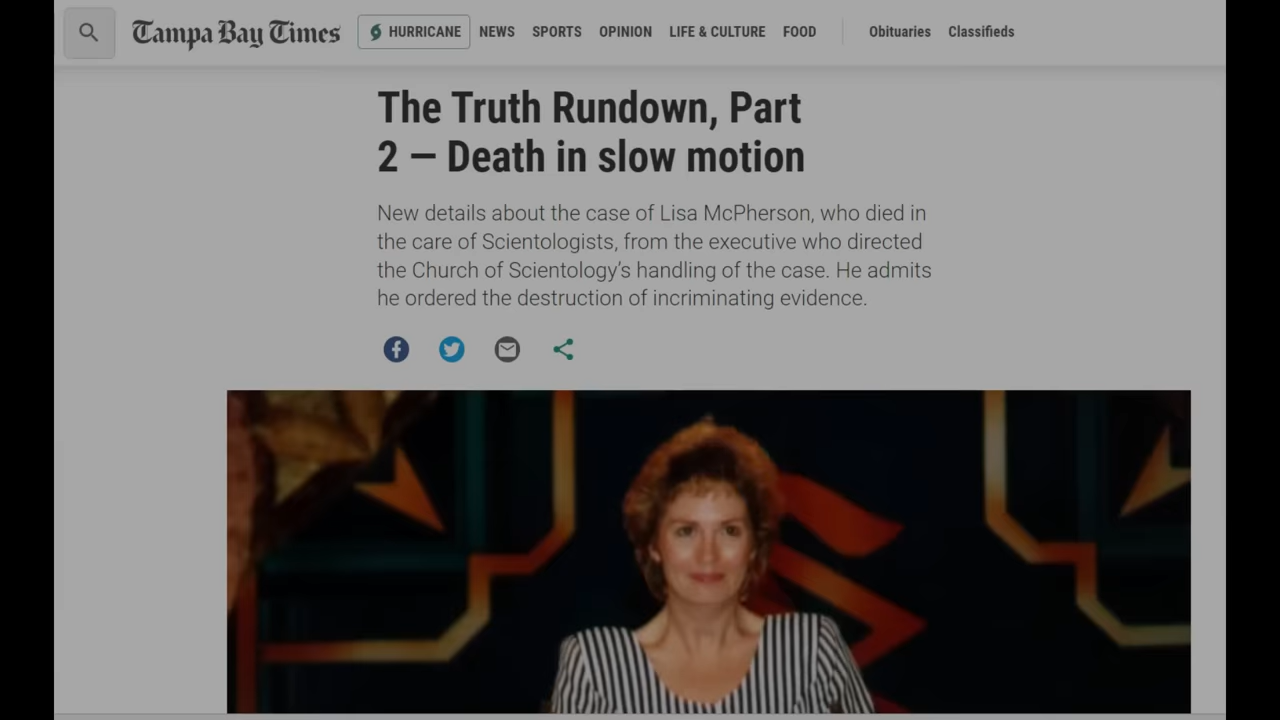 Tampa Bay Times
HURRICANE NEWS SPORTS OPINION LIFE & CULTURE FOOD Obituaries Classifieds
The Truth Rundown, Part
2 — Death in slow motion
New details about the case of Lisa McPherson, who died in
the care of Scientologists, from the executive who directed
the Church of Scientology’s handling of the case. He admits
he ordered the destruction of incriminating evidence.